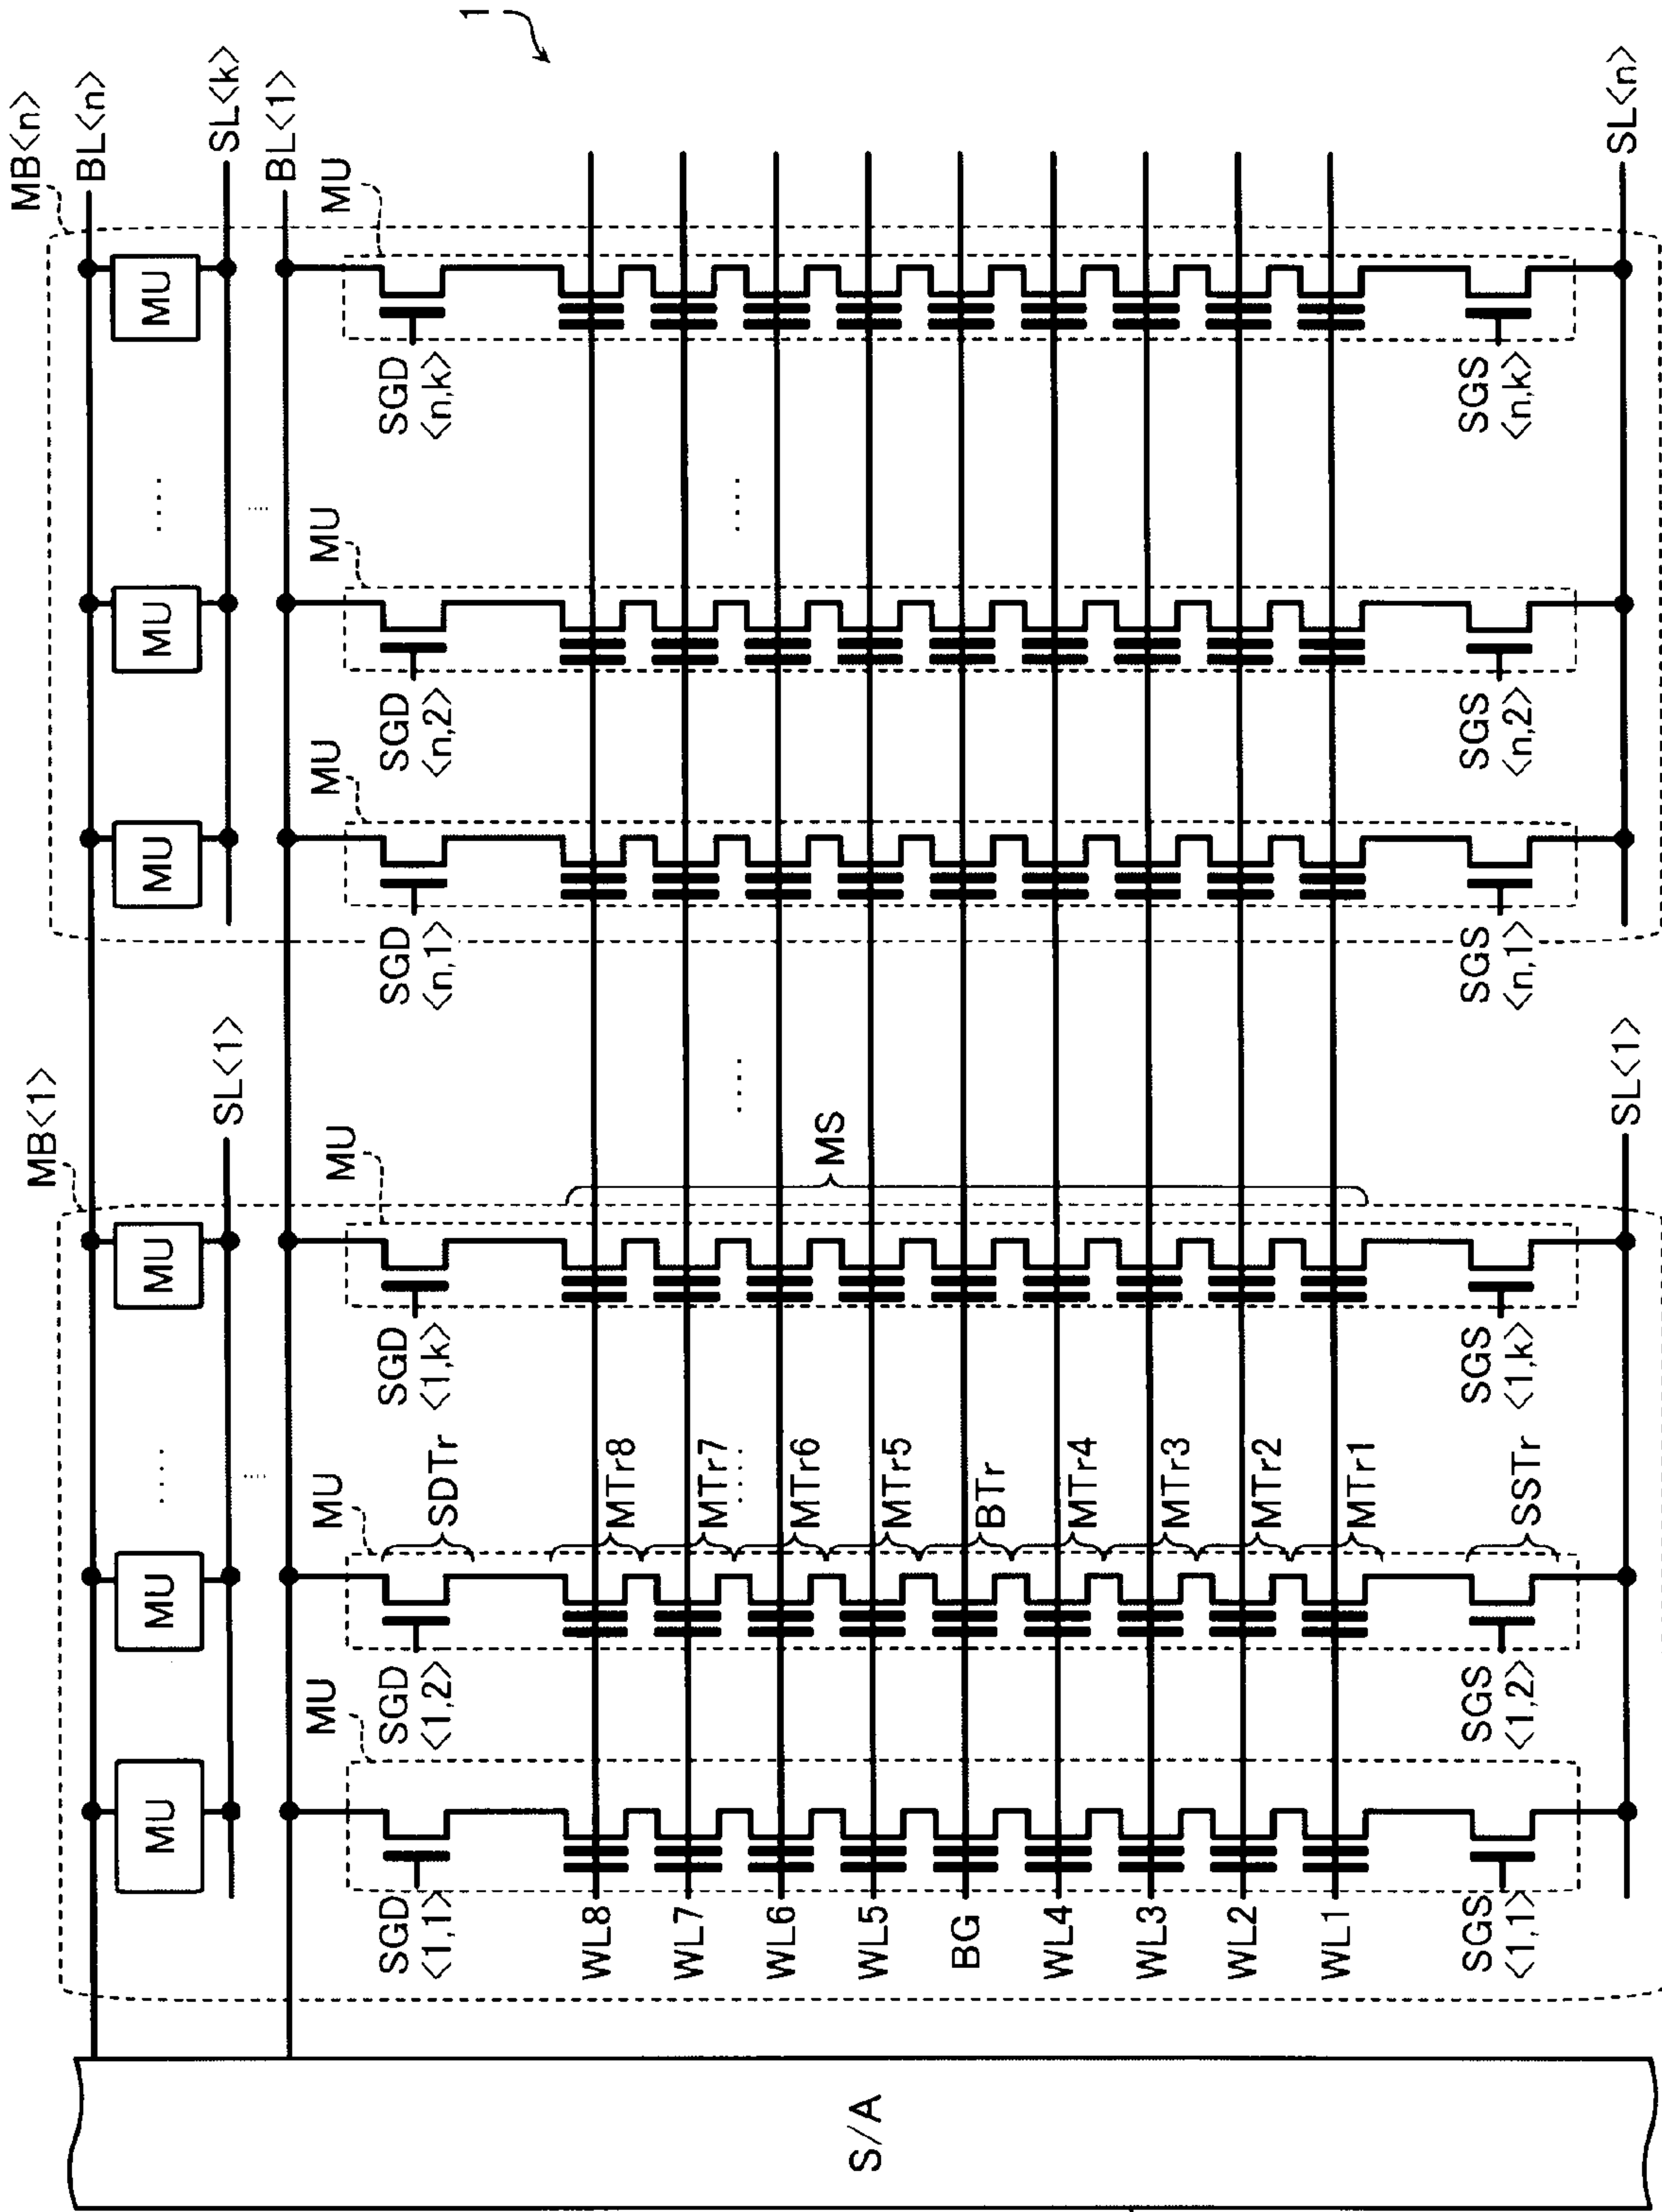 1
MB<1>
MB<n>
BL<n>
MU
MU
MU
MU
MU
MU
SL<1>
SL<k>
BL<1>
MU
MU
MU
MU
MU
MU
SGD
<1,1>
SGD
<1,2>
SDTr
SGD
<1,k>
SGD
<n,1>
SGD
<n,2>
SGD
<n,k>
WL8
MTr8
WL7
MTr7
WL6
MTr6
MS
WL5
MTr5
BG
BTr
WL4
MTr4
WL3
MTr3
WL2
MTr2
WL1
MTr1
SGS
<1,1>
SGS
<1,2>
SSTr
SGS
<1,k>
SGS
<n,1>
SGS
<n,2>
SGS
<n,k>
SL<1>
SL<n>
S/A